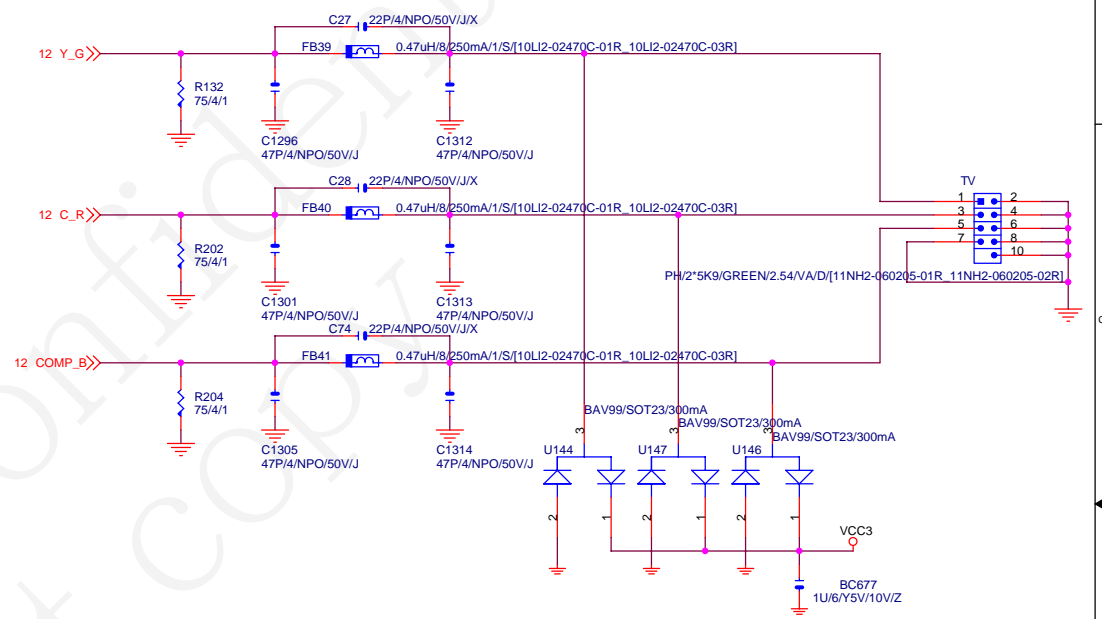 C27 22P/4/NPO/50V/J/X
12 Y_G
FB39 0.47uH/8/250mA/1/S/[10LI2-02470C-01R_10LI2-02470C-03R]
R132
75/4/1
C1296
47P/4/NPO/50V/J
C1312
47P/4/NPO/50V/J
C28 22P/4/NPO/50V/J/X
12 C_R
FB40 0.47uH/8/250mA/1/S/[10LI2-02470C-01R_10LI2-02470C-03R]
R202
75/4/1
C1301
47P/4/NPO/50V/J
C1313
47P/4/NPO/50V/J
TV
1 2
3 4
5 6
7 8
10
PH/2*5K9/GREEN/2.54/VA/D/[11NH2-060205-01R_11NH2-060205-02R]
C74 22P/4/NPO/50V/J/X
12 COMP_B
FB41 0.47uH/8/250mA/1/S/[10LI2-02470C-01R_10LI2-02470C-03R]
R204
75/4/1
C1305
47P/4/NPO/50V/J
C1314
47P/4/NPO/50V/J
BAV99/SOT23/300mA
BAV99/SOT23/300mA
BAV99/SOT23/300mA
3 3 3
U144 U147 U146
2 1 2 1 2 1
VCC3
BC677
1U/6/Y5V/10V/Z
copy